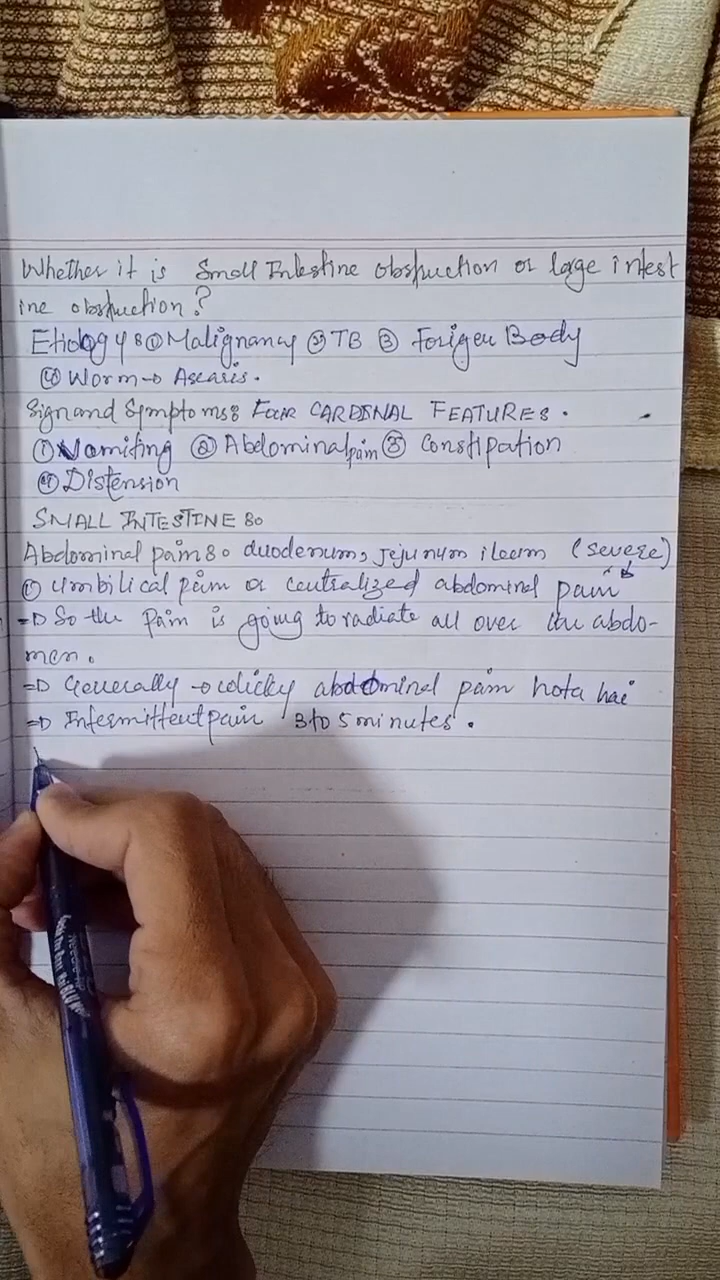 Whether it is Small Intestine obstruction or large intest
ine obstruction?
Etiology: ① Malignancy ② TB ③ Forigen Body
④ Worm → Ascaris.
Sign and Symptoms: FOUR CARDINAL FEATURES.
① Vomiting ② Abdominal pain ③ Constipation
④ Distension
SMALL INTESTINE :
Abdominal pain: duodenum, jejunum ileum (severe)
① Umbilical pain or centralized abdominal pain
⇒ So the Pain is going to radiate all over the abdo-
men.
⇒ Generally → colicky abdominal pain hota hai
⇒ Intermittent pain 3 to 5 minutes.